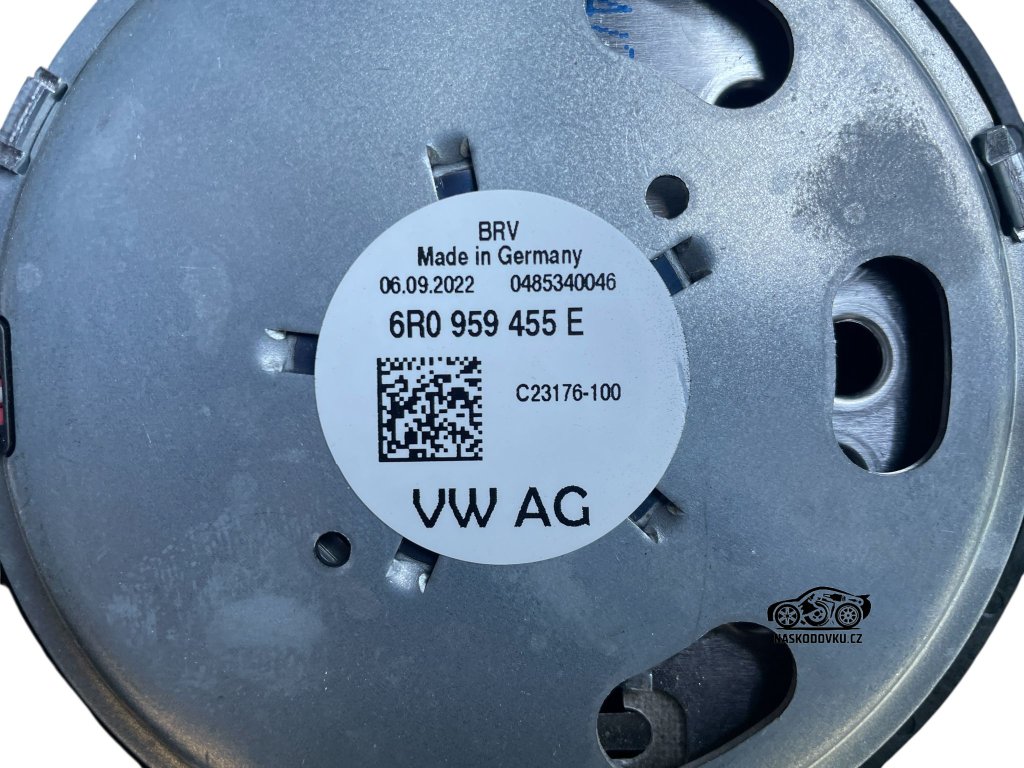 BRV
Made in Germany
06.09.2022 0485340046
6R0 959 455 E
C23176-100
VW AG
NASKODOVKU.CZ